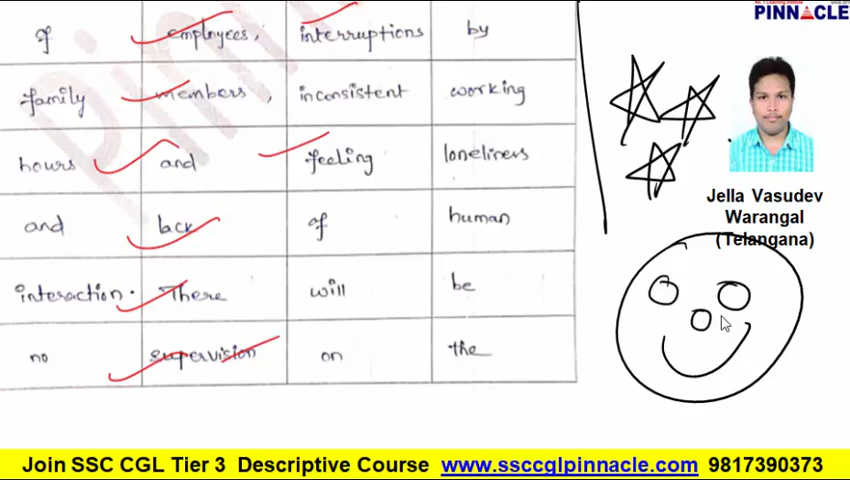 PINNACLE
of employees, interruptions by
family members, inconsistent working
hours and feeling loneliners
and lack of human
interaction. There will be
no supervision on the
Jella Vasudev
Warangal
(Telangana)
Join SSC CGL Tier 3 Descriptive Course www.ssccglpinnacle.com 9817390373